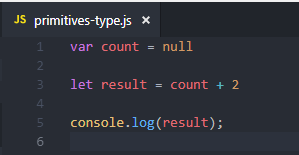 JS primitives-type.js ×
1 var count = null
2
3 let result = count + 2
4
5 console.log(result);
6